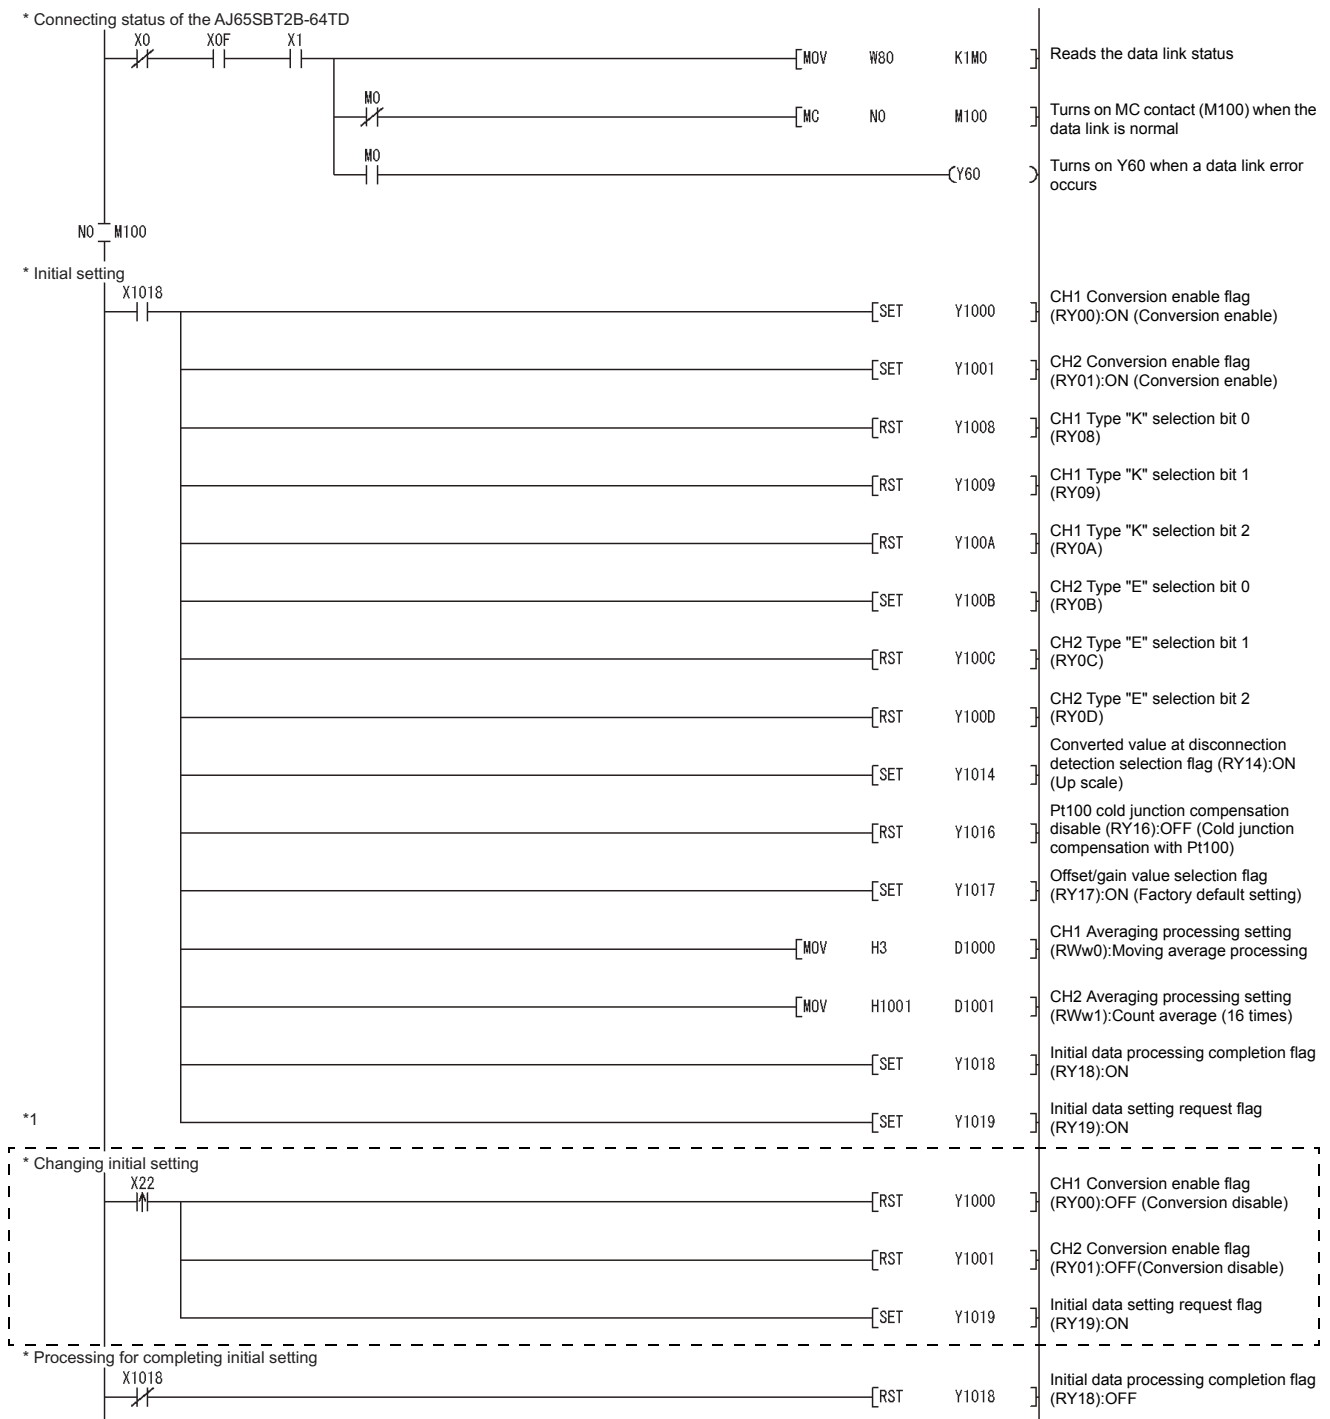 * Connecting status of the AJ65SBT2B-64TD
X0 X0F X1
MOV W80 K1M0 Reads the data link status
M0
MC N0 M100 Turns on MC contact (M100) when the
data link is normal
M0
Y60 Turns on Y60 when a data link error
occurs
N0 M100
* Initial setting
X1018
SET Y1000 CH1 Conversion enable flag
(RY00):ON (Conversion enable)
SET Y1001 CH2 Conversion enable flag
(RY01):ON (Conversion enable)
RST Y1008 CH1 Type "K" selection bit 0
(RY08)
RST Y1009 CH1 Type "K" selection bit 1
(RY09)
RST Y100A CH1 Type "K" selection bit 2
(RY0A)
SET Y100B CH2 Type "E" selection bit 0
(RY0B)
RST Y100C CH2 Type "E" selection bit 1
(RY0C)
RST Y100D CH2 Type "E" selection bit 2
(RY0D)
Converted value at disconnection
SET Y1014 detection selection flag (RY14):ON
(Up scale)
Pt100 cold junction compensation
RST Y1016 disable (RY16):OFF (Cold junction
compensation with Pt100)
SET Y1017 Offset/gain value selection flag
(RY17):ON (Factory default setting)
MOV H3 D1000 CH1 Averaging processing setting
(RWw0):Moving average processing
MOV H1001 D1001 CH2 Averaging processing setting
(RWw1):Count average (16 times)
SET Y1018 Initial data processing completion flag
(RY18):ON
*1 SET Y1019 Initial data setting request flag
(RY19):ON
* Changing initial setting
X22
RST Y1000 CH1 Conversion enable flag
(RY00):OFF (Conversion disable)
RST Y1001 CH2 Conversion enable flag
(RY01):OFF(Conversion disable)
SET Y1019 Initial data setting request flag
(RY19):ON
* Processing for completing initial setting
X1018
RST Y1018 Initial data processing completion flag
(RY18):OFF